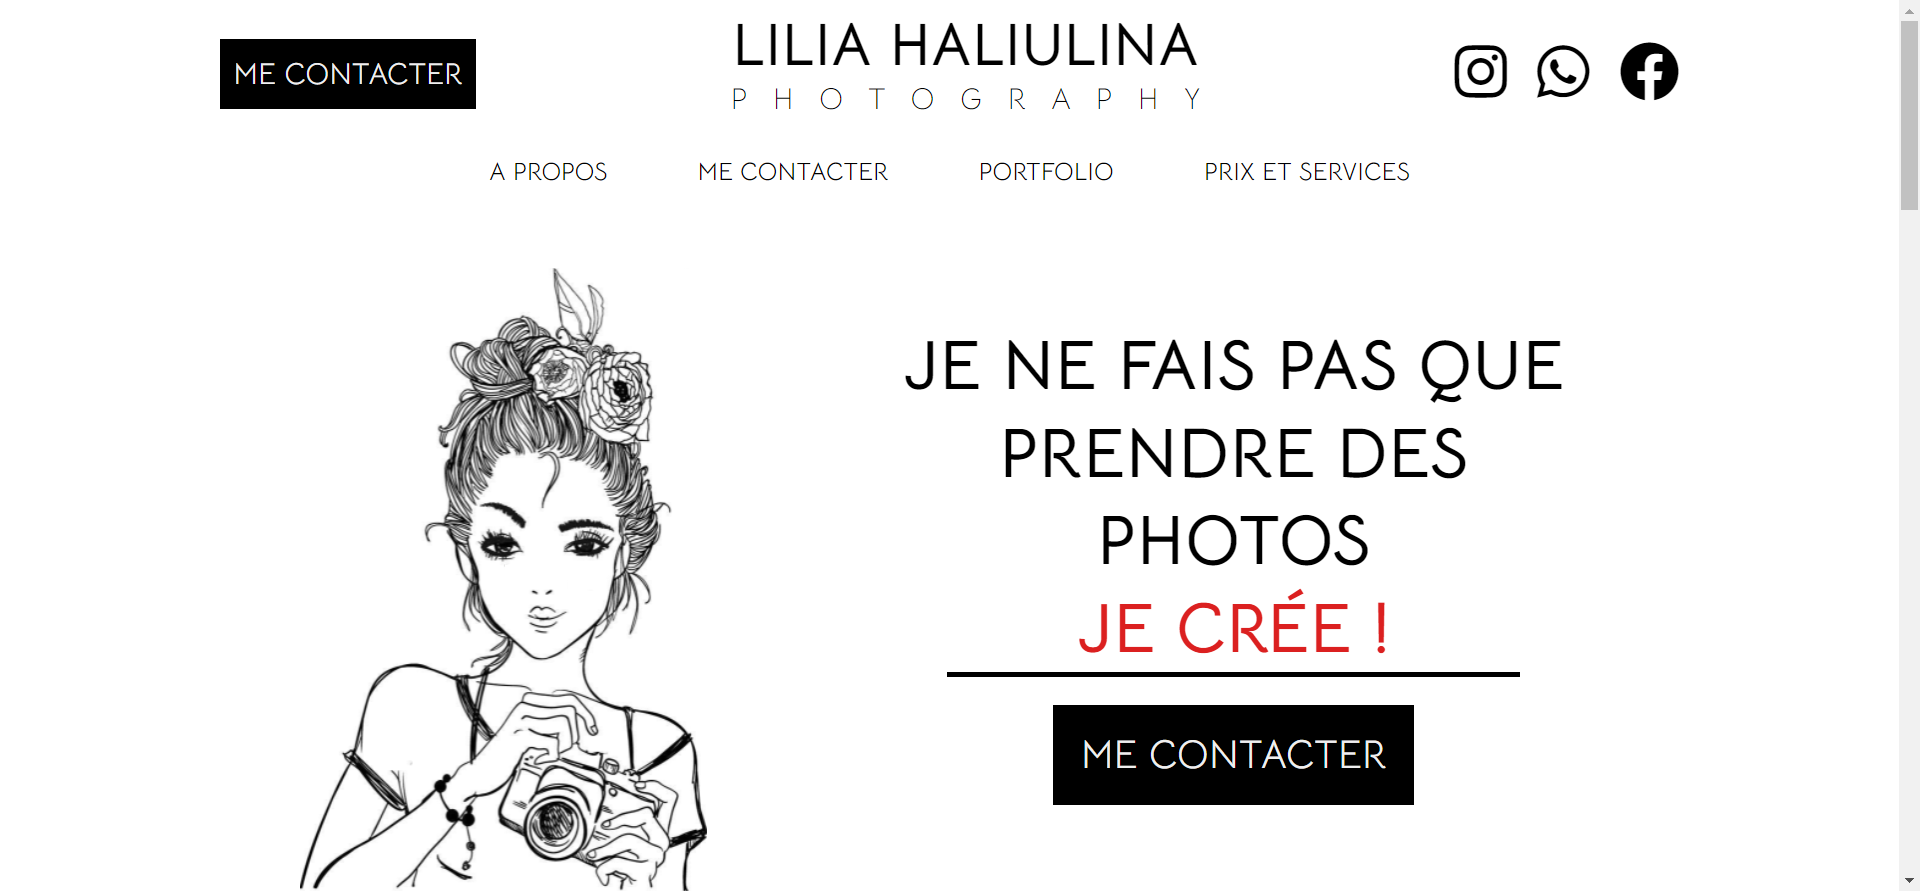 ME CONTACTER
LILIA HALIULINA
PHOTOGRAPHY
A PROPOS
ME CONTACTER
PORTFOLIO
PRIX ET SERVICES
JE NE FAIS PAS QUE
PRENDRE DES
PHOTOS
JE CRÉE !
ME CONTACTER